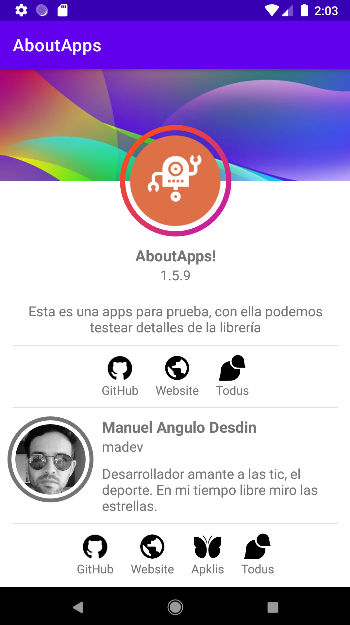 2:03
AboutApps
AboutApps!
1.5.9
Esta es una apps para prueba, con ella podemos
testear detalles de la librería
GitHub Website Todus
Manuel Angulo Desdin
madev
Desarrollador amante a las tic, el
deporte. En mi tiempo libre miro las
estrellas.
GitHub Website Apklis Todus